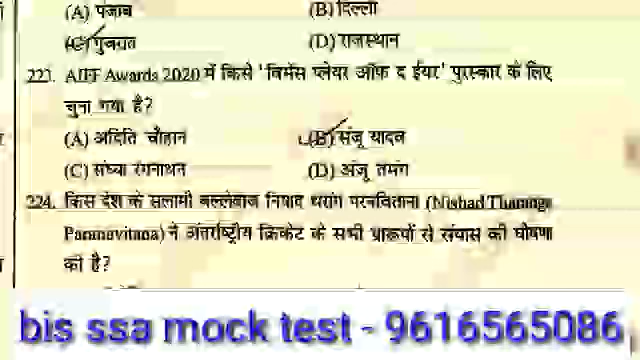 (A) पंजाब (B) दिल्ली
(C) गुजरात (D) राजस्थान
223. AIFF Awards 2020 में किसे 'विमेंस प्लेयर ऑफ द ईयर' पुरस्कार के लिए
चुना गया है?
(A) अदिति चौहान (B) संजू यादव
(C) संध्या रंगनाथन (D) अंजू तमंग
224. किस देश के सलामी बल्लेबाज निषाद थरांग परनविताना (Nishad Tharanga
Paranavitana) ने अंतर्राष्ट्रीय क्रिकेट के सभी प्रारूपों से संयास की घोषणा
की है?
bis ssa mock test - 9616565086